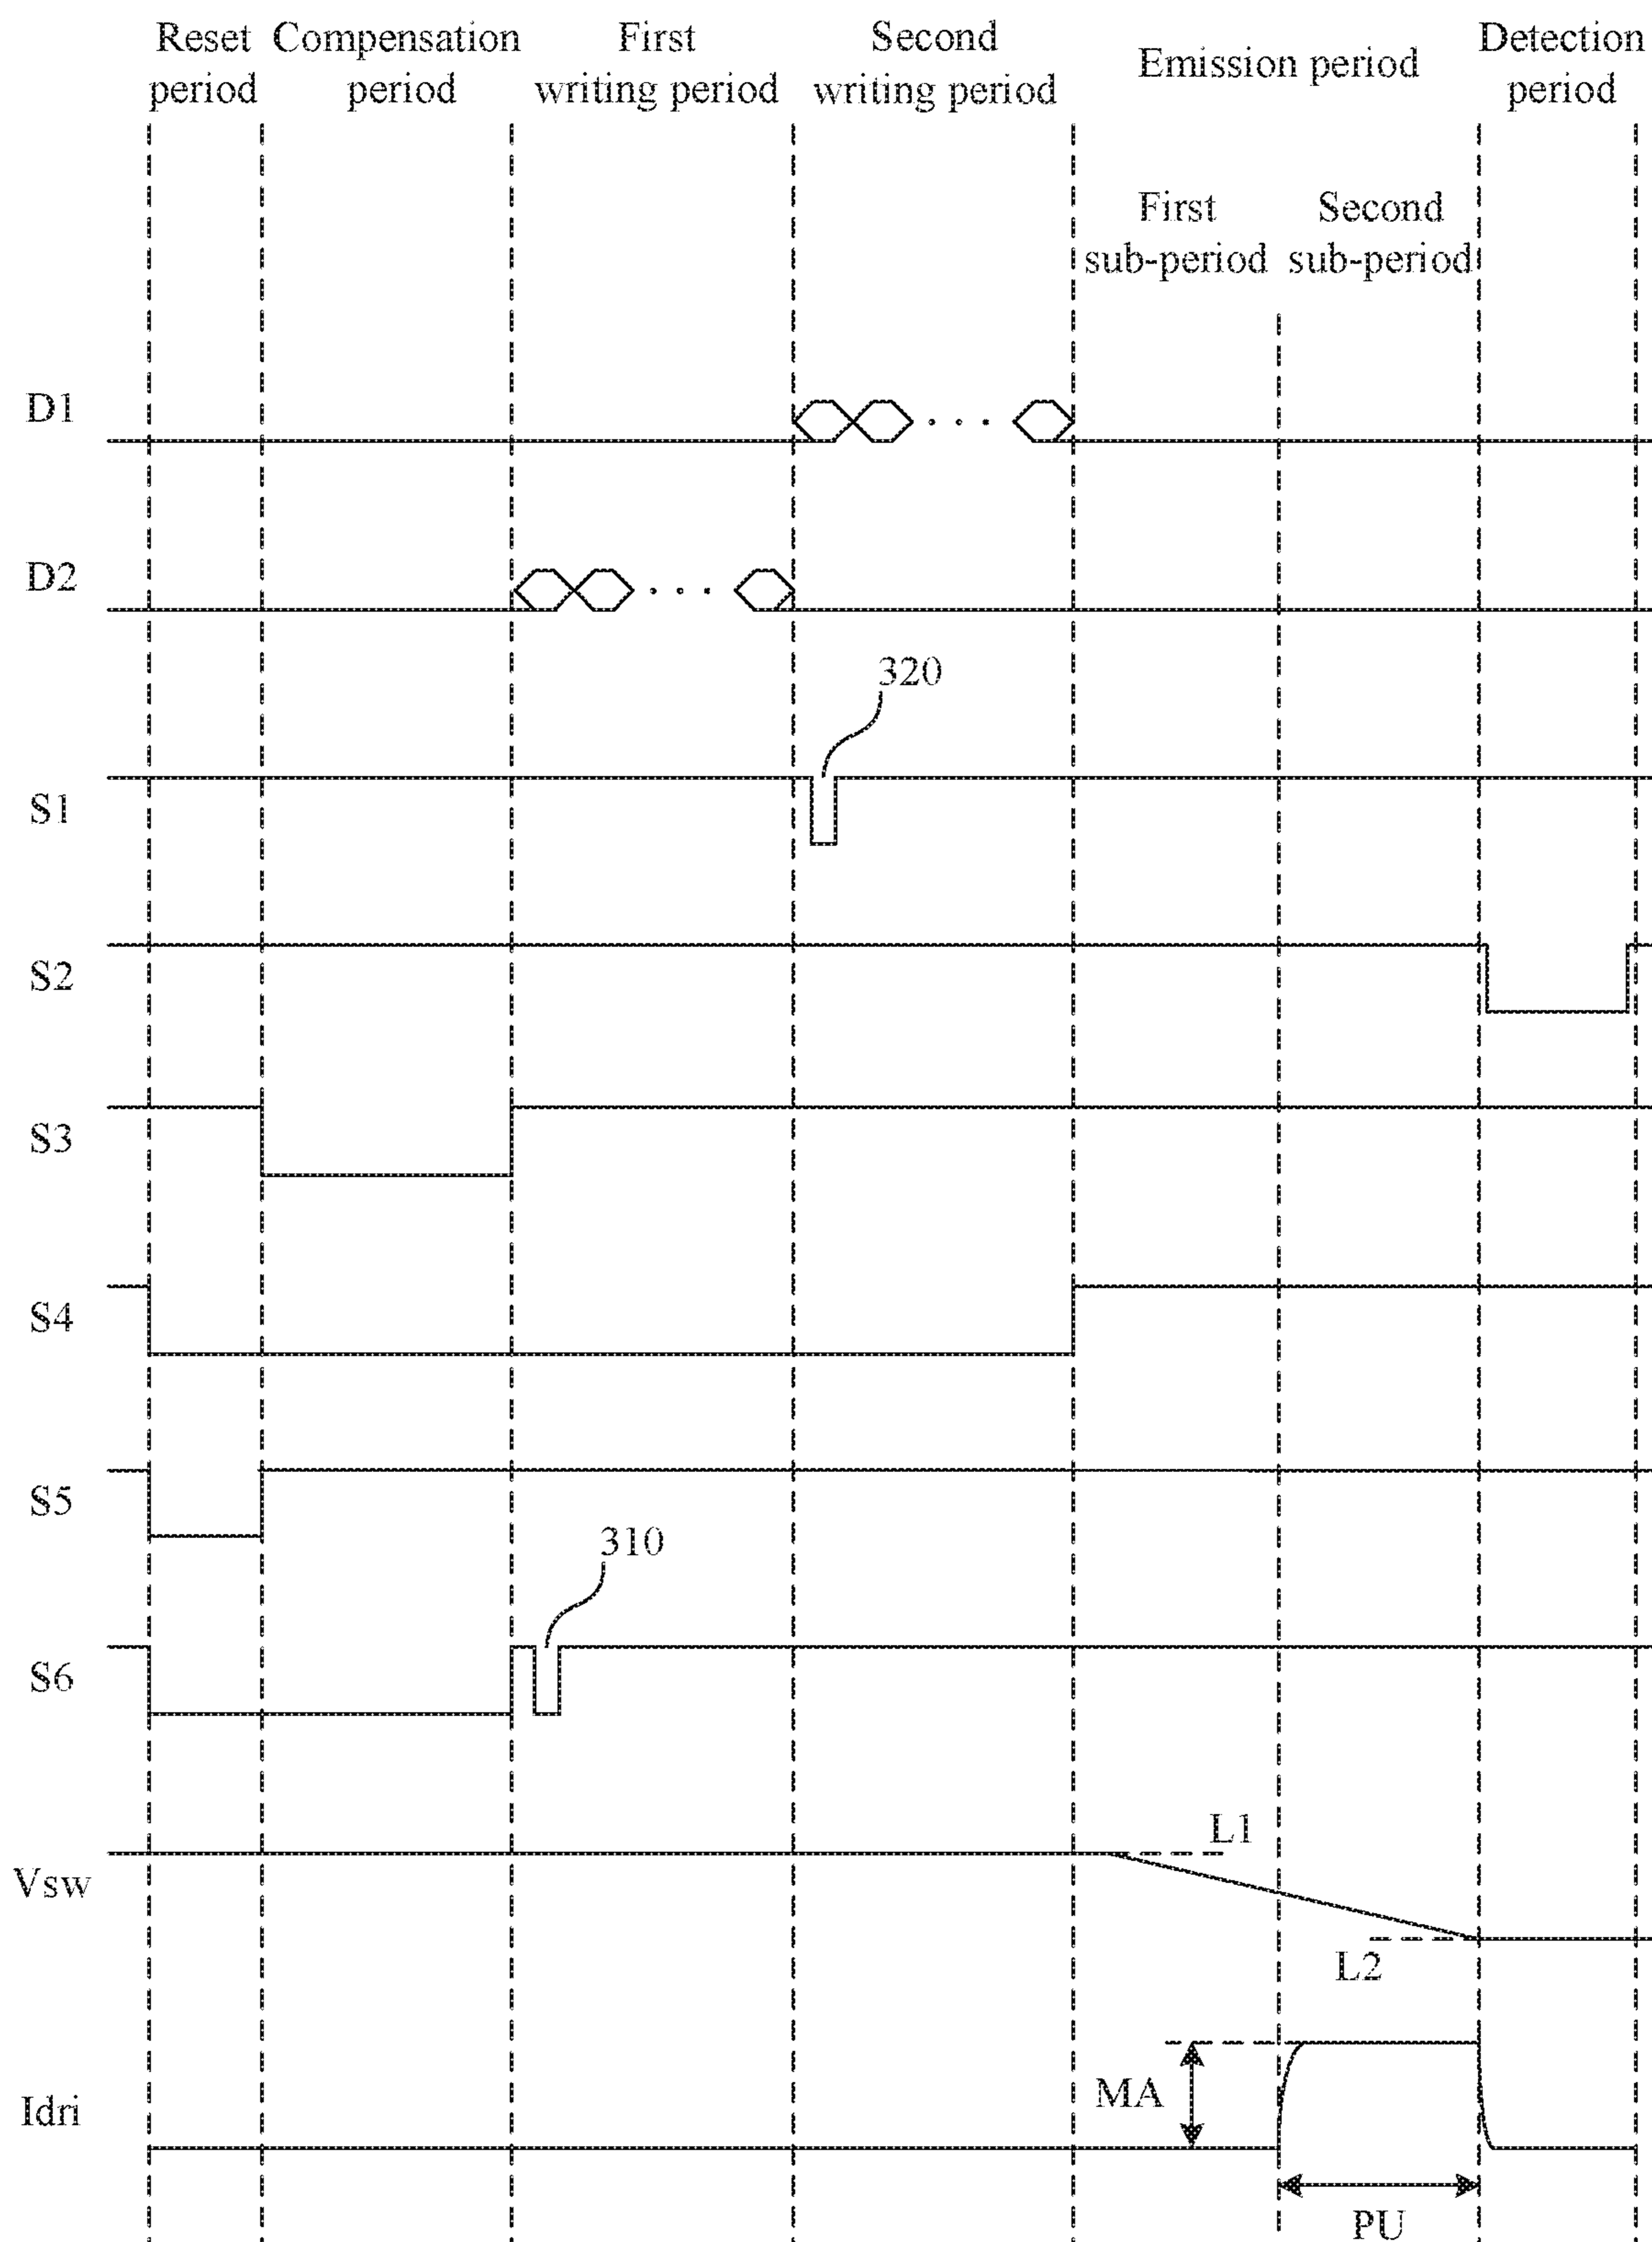 Reset period
Compensation period
First writing period
Second writing period
Emission period
Detection period
First sub-period
Second sub-period
D1
D2
320
S1
S2
S3
S4
S5
310
S6
L1
Vsw
L2
MA
Idri
PU